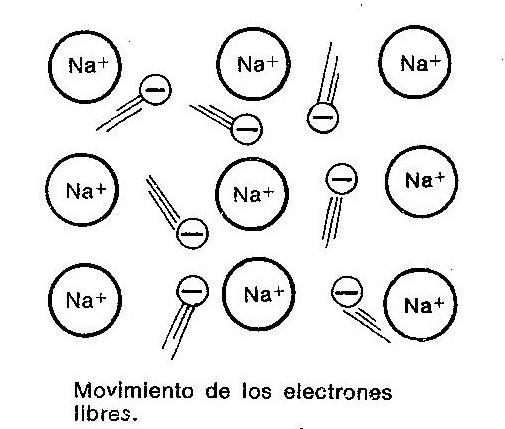 Na+ Na+ Na+
− − −
Na+ Na+ Na+
− −
Na+ Na+ Na+
− −
Movimiento de los electrones
libres.